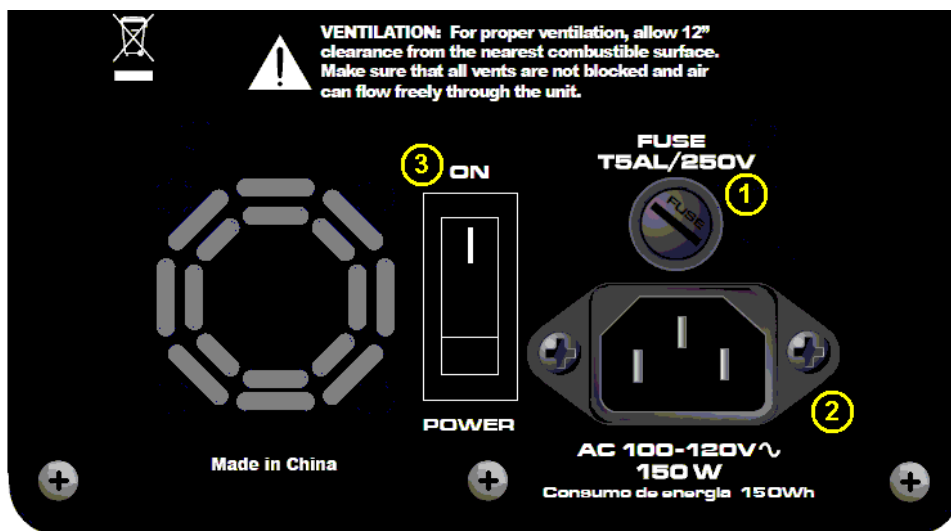 VENTILATION: For proper ventilation, allow 12”
clearance from the nearest combustible surface.
Make sure that all vents are not blocked and air
can flow freely through the unit.
FUSE
T5AL/250V
3
ON
1
FUSE
2
POWER
AC 100-120V∿
150 W
Consumo de energia 150Wh
Made in China